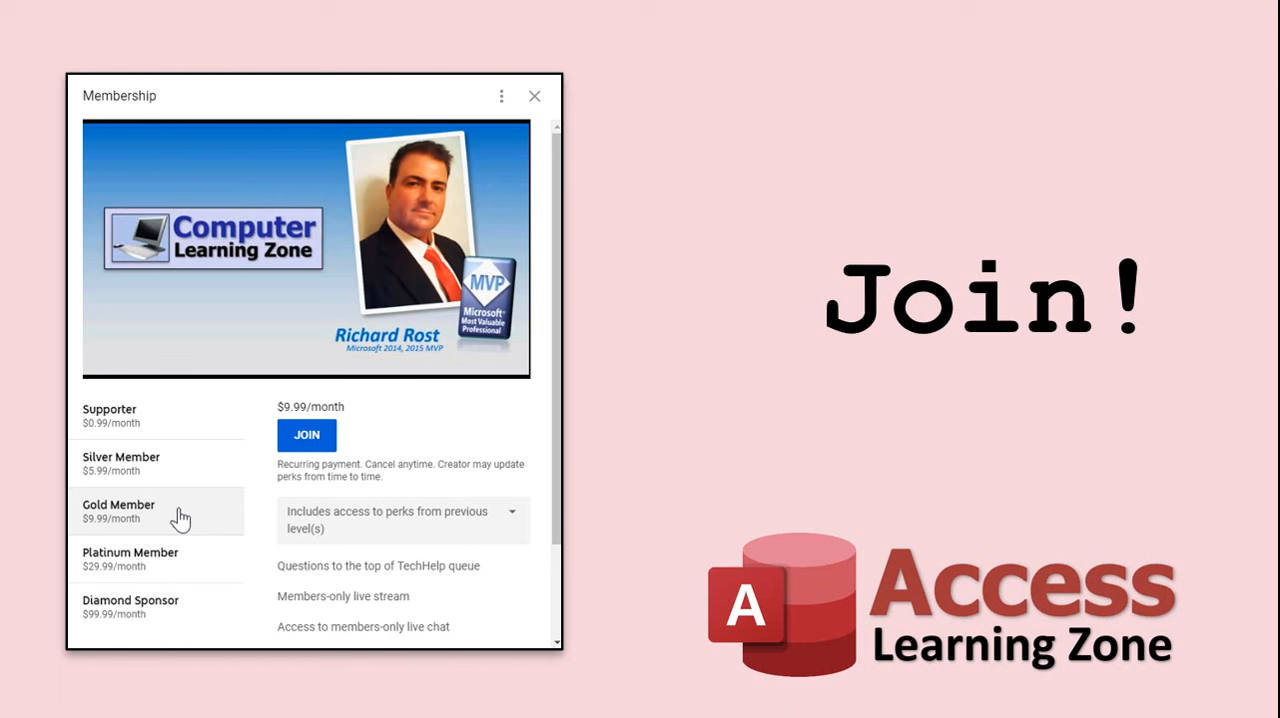 Membership
Computer
Learning Zone
MVP
Microsoft®
Most Valuable
Professional
Richard Rost
Microsoft 2014, 2015 MVP
Supporter
$0.99/month
Silver Member
$5.99/month
Gold Member
$9.99/month
Platinum Member
$29.99/month
Diamond Sponsor
$99.99/month
$9.99/month
JOIN
Recurring payment. Cancel anytime. Creator may update
perks from time to time.
Includes access to perks from previous
level(s)
Questions to the top of TechHelp queue
Members-only live stream
Access to members-only live chat
Join!
A
Access
Learning Zone